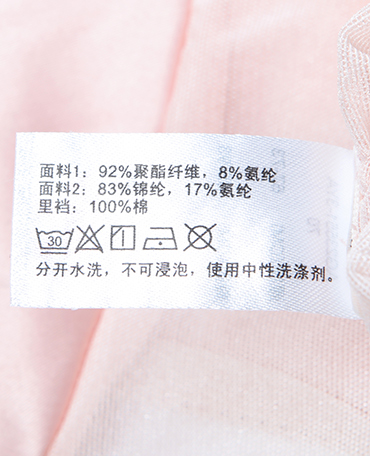 面料1：92%聚酯纤维，8%氨纶
面料2：83%锦纶，17%氨纶
里裆：100%棉
30
分开水洗，不可浸泡，使用中性洗涤剂。